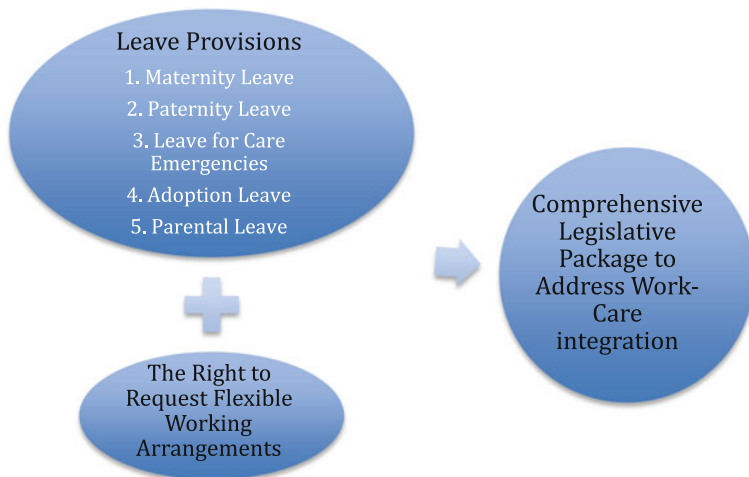 Leave Provisions
1. Maternity Leave
2. Paternity Leave
3. Leave for Care
Emergencies
4. Adoption Leave
5. Parental Leave
The Right to
Request Flexible
Working
Arrangements
Comprehensive
Legislative
Package to
Address Work-
Care
integration